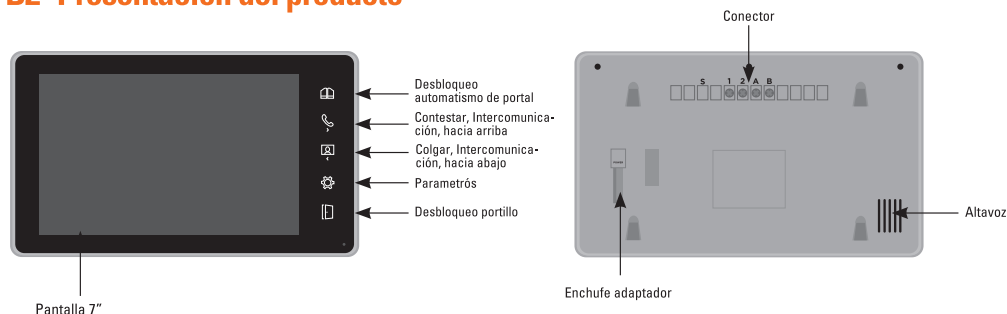 B2- Presentación del producto
Conector
Desbloqueo
automatismo de portal
Contestar, Intercomunica-
ción, hacia arriba
Colgar, Intercomunica-
ción, hacia abajo
Parametrós
Desbloqueo portillo
Pantalla 7”
S 1 2 A B
POWER
Altavoz
Enchufe adaptador